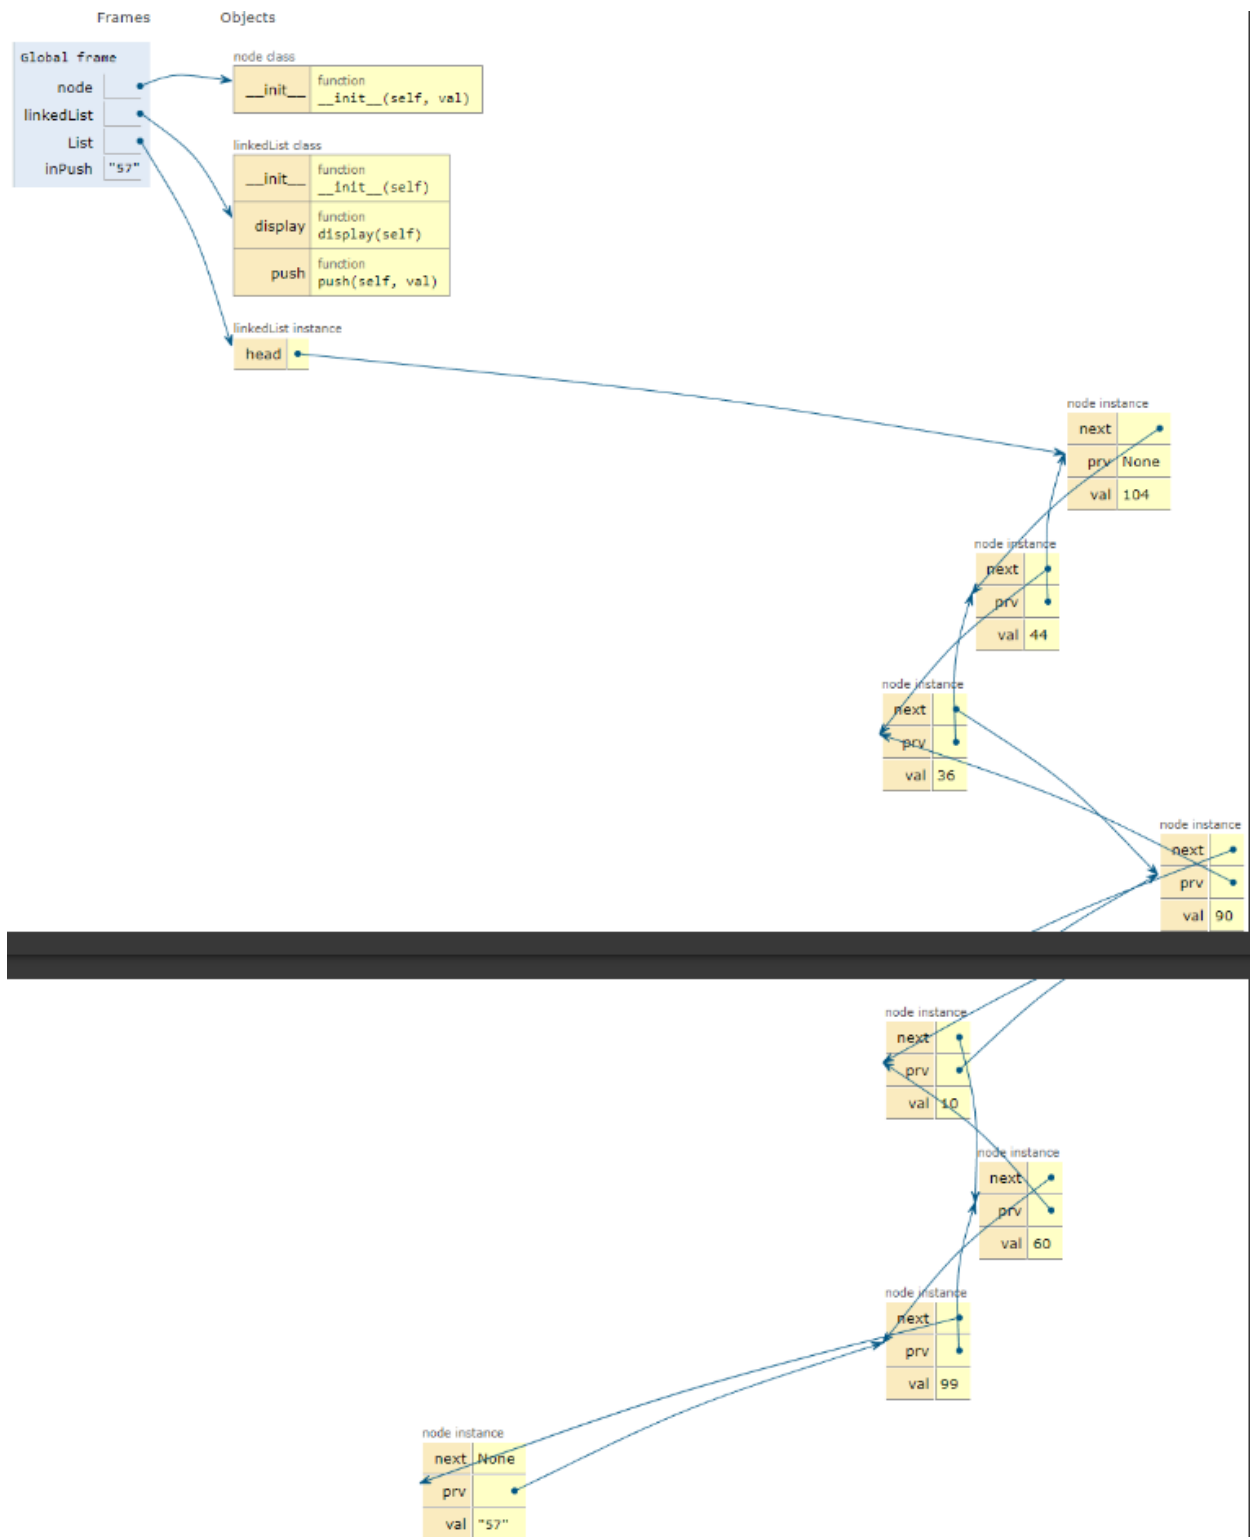 Frames Objects
Global frame
node
linkedList
List
inPush "57"
node class
__init__ function
__init__(self, val)
linkedList class
__init__ function
__init__(self)
display function
display(self)
push function
push(self, val)
linkedList instance
head
node instance
next
prv None
val 104
node instance
next
prv
val 44
node instance
next
prv
val 36
node instance
next
prv
val 90
node instance
next
prv
val 10
node instance
next
prv
val 60
node instance
next
prv
val 99
node instance
next None
prv
val "57"